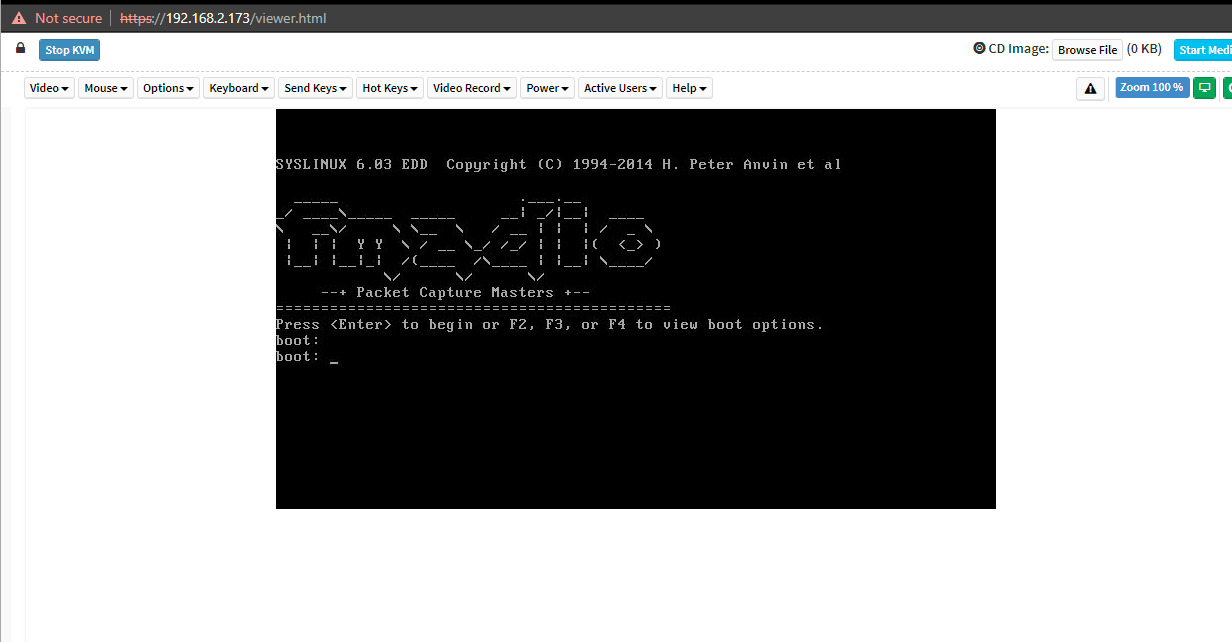 Not secure https://192.168.2.173/viewer.html
Stop KVM CD Image: Browse File (0 KB) Start Medi
Video Mouse Options Keyboard Send Keys Hot Keys Video Record Power Active Users Help Zoom 100 %
SYSLINUX 6.03 EDD Copyright (C) 1994-2014 H. Peter Anvin et al
fmadio
--+ Packet Capture Masters +--
============================================
Press <Enter> to begin or F2, F3, or F4 to view boot options.
boot:
boot: _